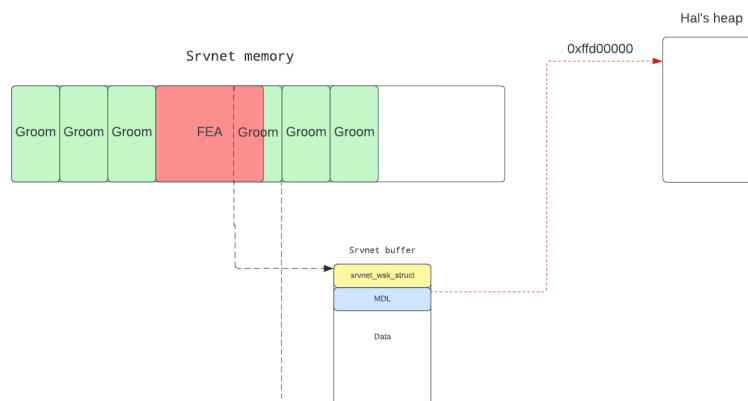 Hal's heap
0xffd00000
Srvnet memory
Groom Groom Groom FEA Groom Groom Groom
Srvnet buffer
srvnet_wsk_struct
MDL
Data